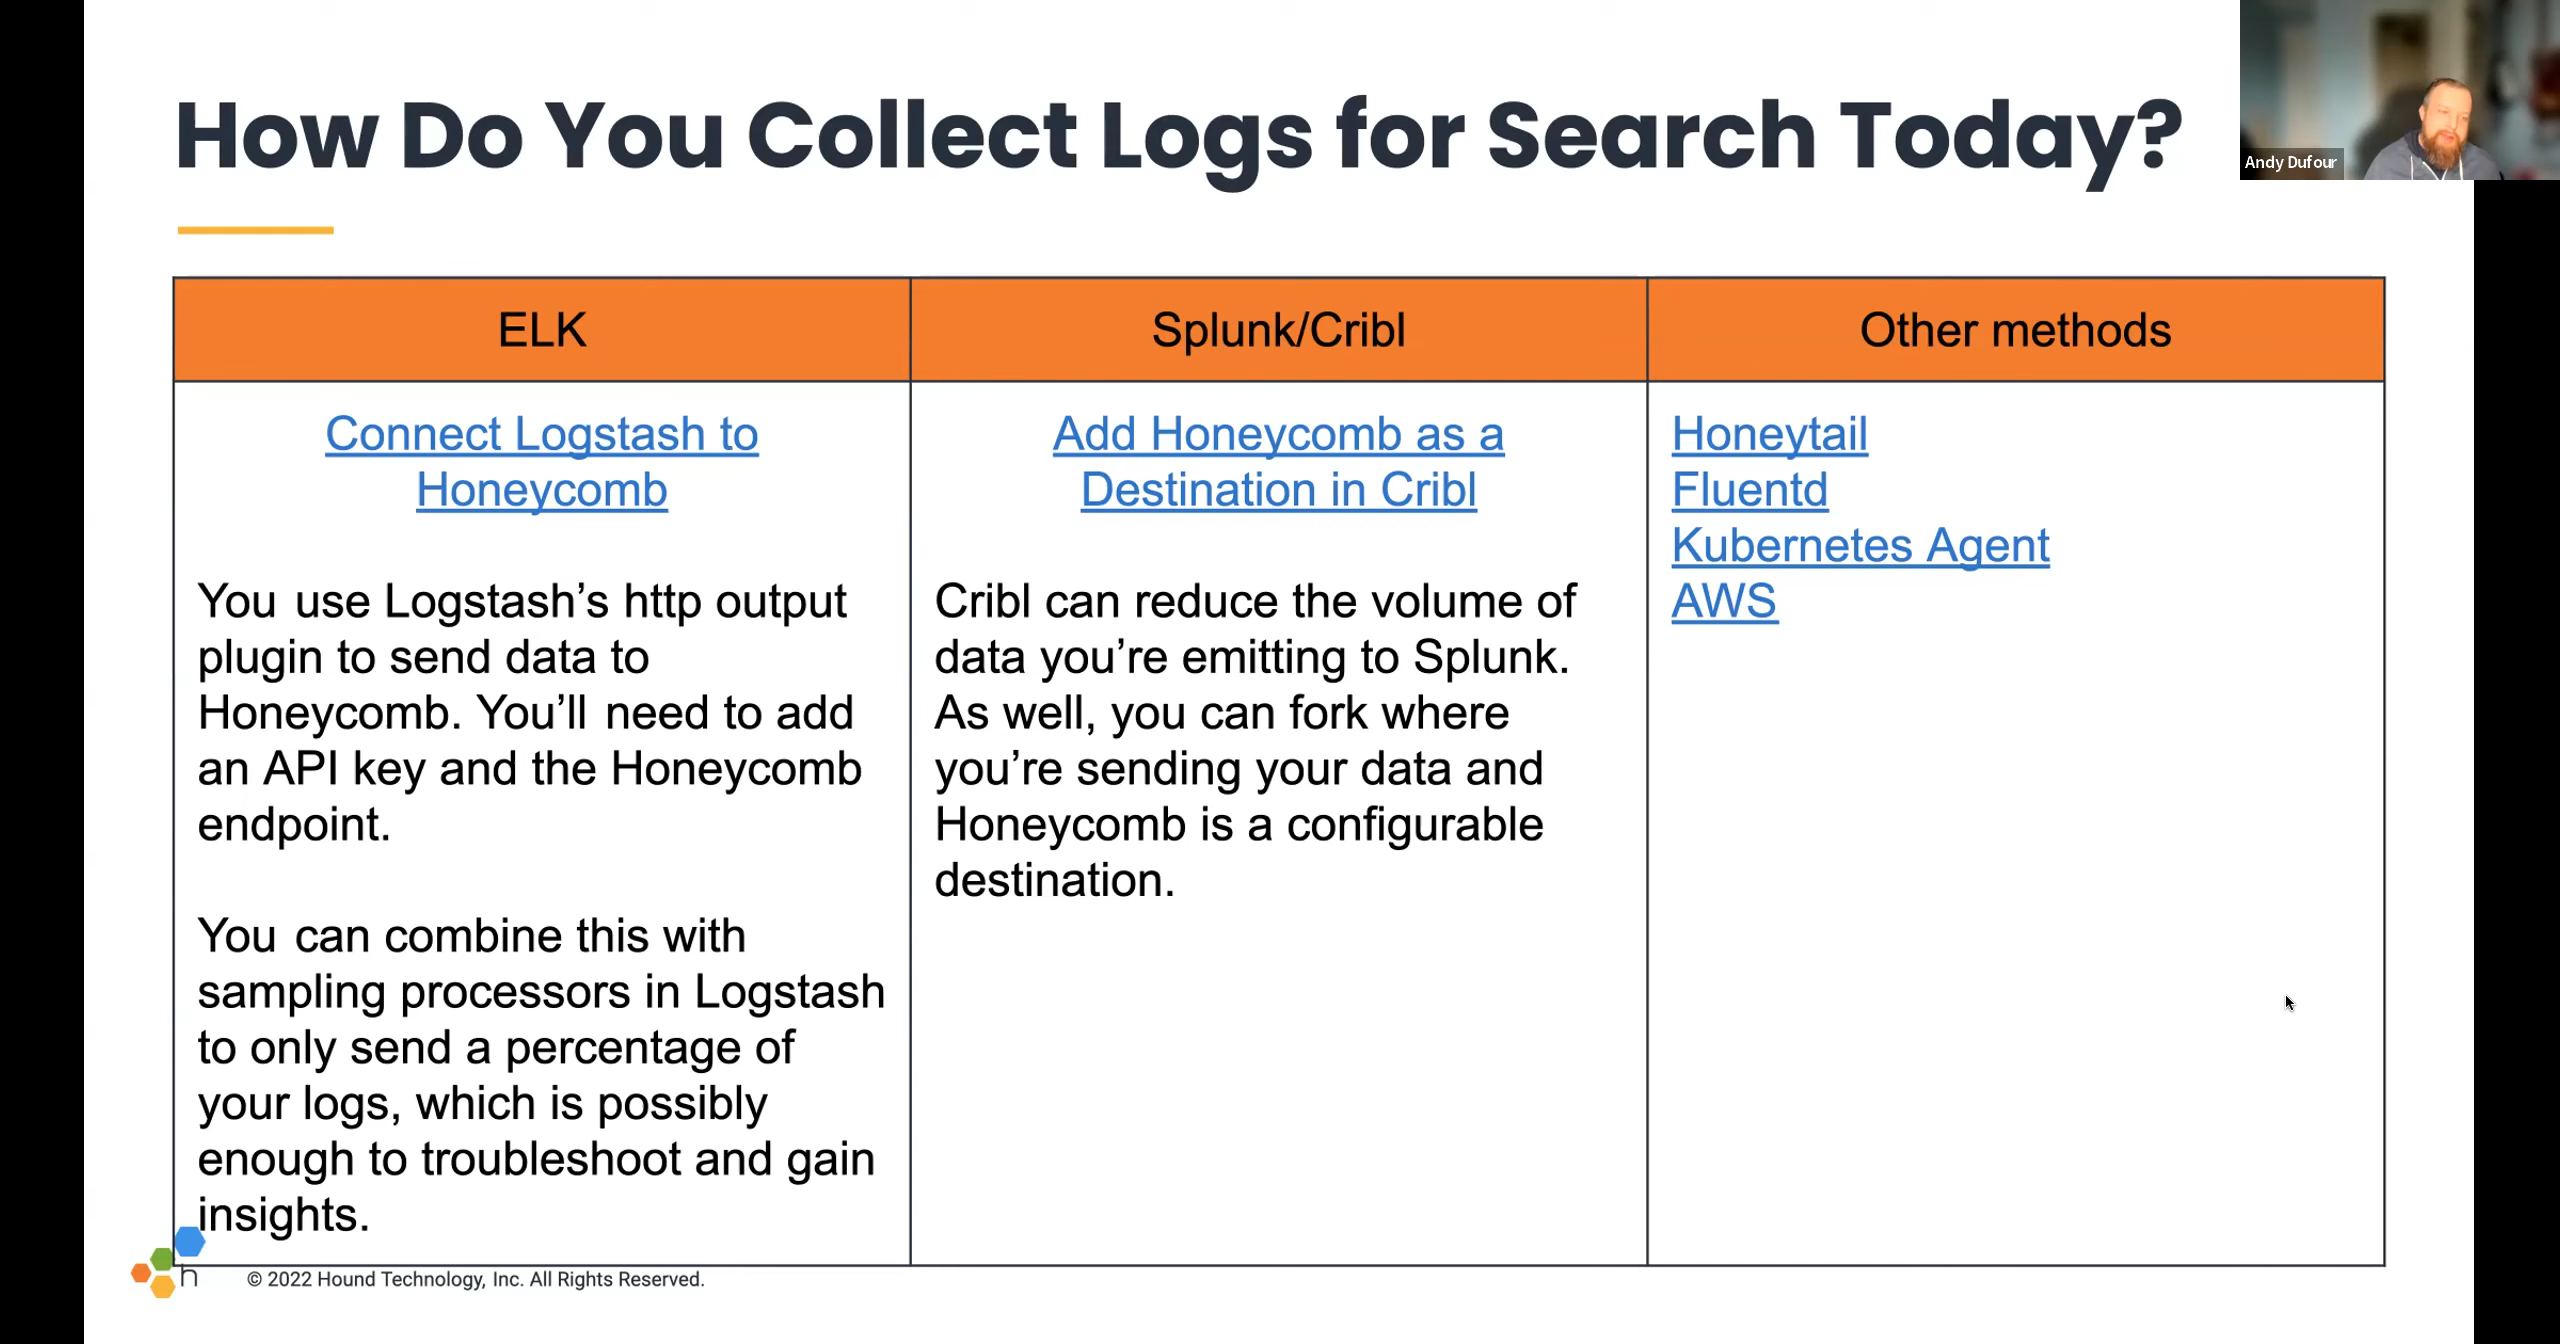 How Do You Collect Logs for Search Today?
Andy Dufour
ELK
Splunk/Cribl
Other methods
Connect Logstash to
Honeycomb
You use Logstash’s http output
plugin to send data to
Honeycomb. You’ll need to add
an API key and the Honeycomb
endpoint.
You can combine this with
sampling processors in Logstash
to only send a percentage of
your logs, which is possibly
enough to troubleshoot and gain
insights.
Add Honeycomb as a
Destination in Cribl
Cribl can reduce the volume of
data you’re emitting to Splunk.
As well, you can fork where
you’re sending your data and
Honeycomb is a configurable
destination.
Honeytail
Fluentd
Kubernetes Agent
AWS
h
© 2022 Hound Technology, Inc. All Rights Reserved.